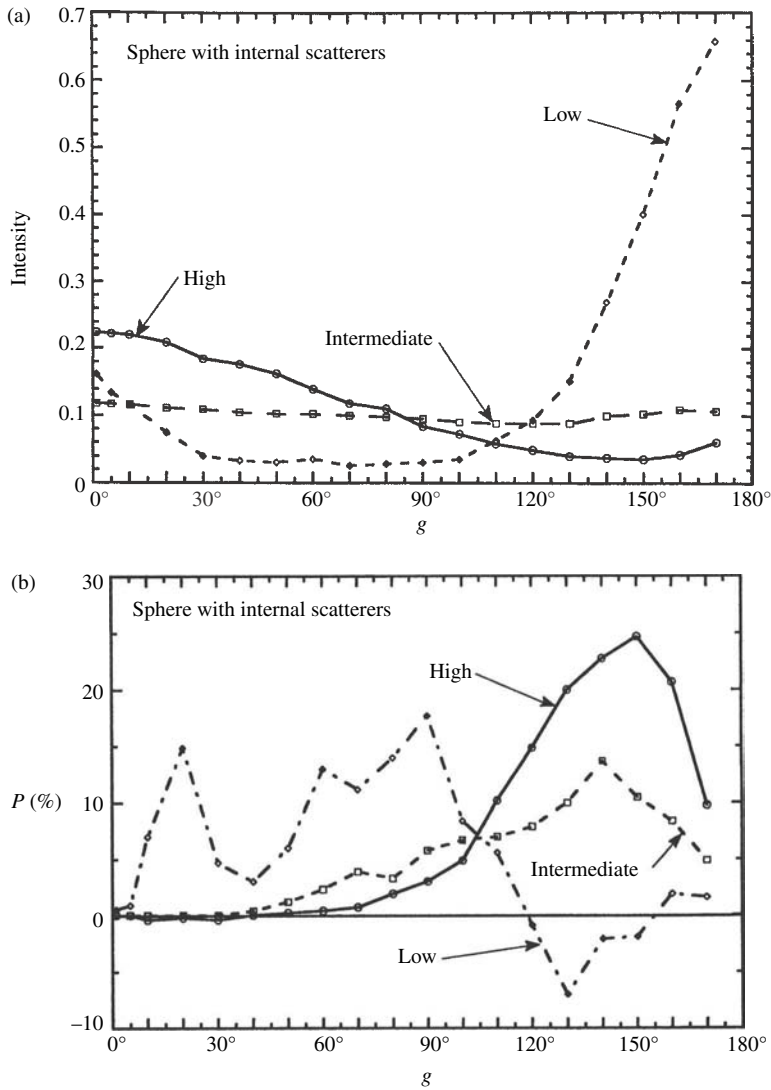 (a)
0.7
Sphere with internal scatterers
0.6
Low
0.5
0.4
Intensity
0.3
High
0.2
Intermediate
0.1
0
0° 30° 60° 90° 120° 150° 180°
g
(b)
30
Sphere with internal scatterers
High
20
P (%)
10
Intermediate
0
Low
−10
0° 30° 60° 90° 120° 150° 180°
g